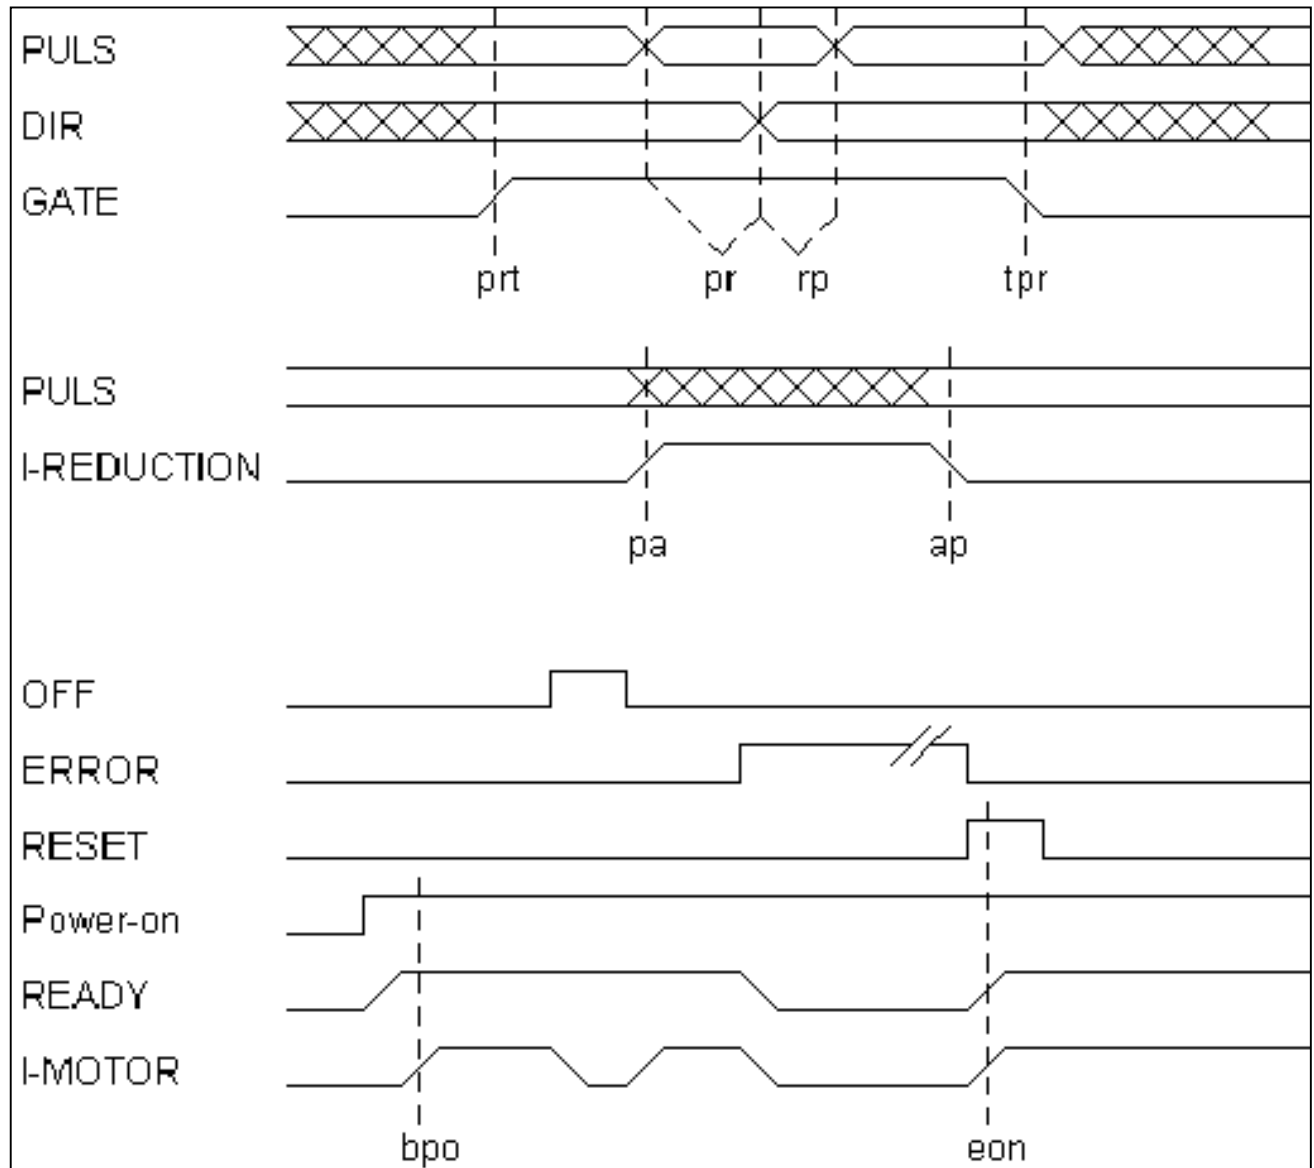 PULS
DIR
GATE
prt pr rp tpr
PULS
I-REDUCTION
pa ap
OFF
ERROR
RESET
Power-on
READY
I-MOTOR
bpo eon